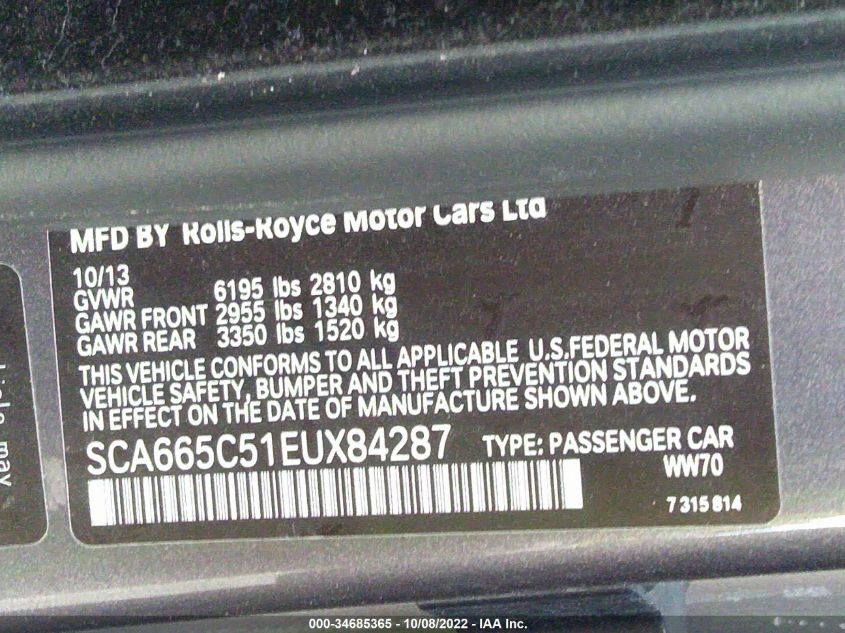 MFD BY Rolls-Royce Motor Cars Ltd
10/13
GVWR 6195 lbs 2810 kg
GAWR FRONT 2955 lbs 1340 kg
GAWR REAR 3350 lbs 1520 kg
THIS VEHICLE CONFORMS TO ALL APPLICABLE U.S.FEDERAL MOTOR
VEHICLE SAFETY, BUMPER AND THEFT PREVENTION STANDARDS
IN EFFECT ON THE DATE OF MANUFACTURE SHOWN ABOVE.
SCA665C51EUX84287 TYPE: PASSENGER CAR
WW70
7 315 814
may
000-34685365 - 10/08/2022 - IAA Inc.